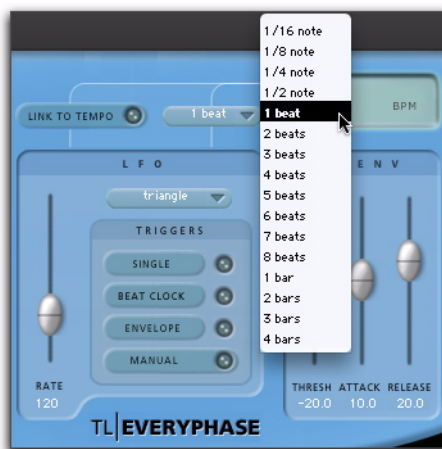 1/16 note
1/8 note
1/4 note
1/2 note
1 beat
2 beats
3 beats
4 beats
5 beats
6 beats
7 beats
8 beats
1 bar
2 bars
3 bars
4 bars
LINK TO TEMPO
1 beat
BPM
LFO
triangle
TRIGGERS
SINGLE
BEAT CLOCK
ENVELOPE
MANUAL
RATE
120
ENV
THRESH ATTACK RELEASE
-20.0 10.0 20.0
TL|EVERYPHASE